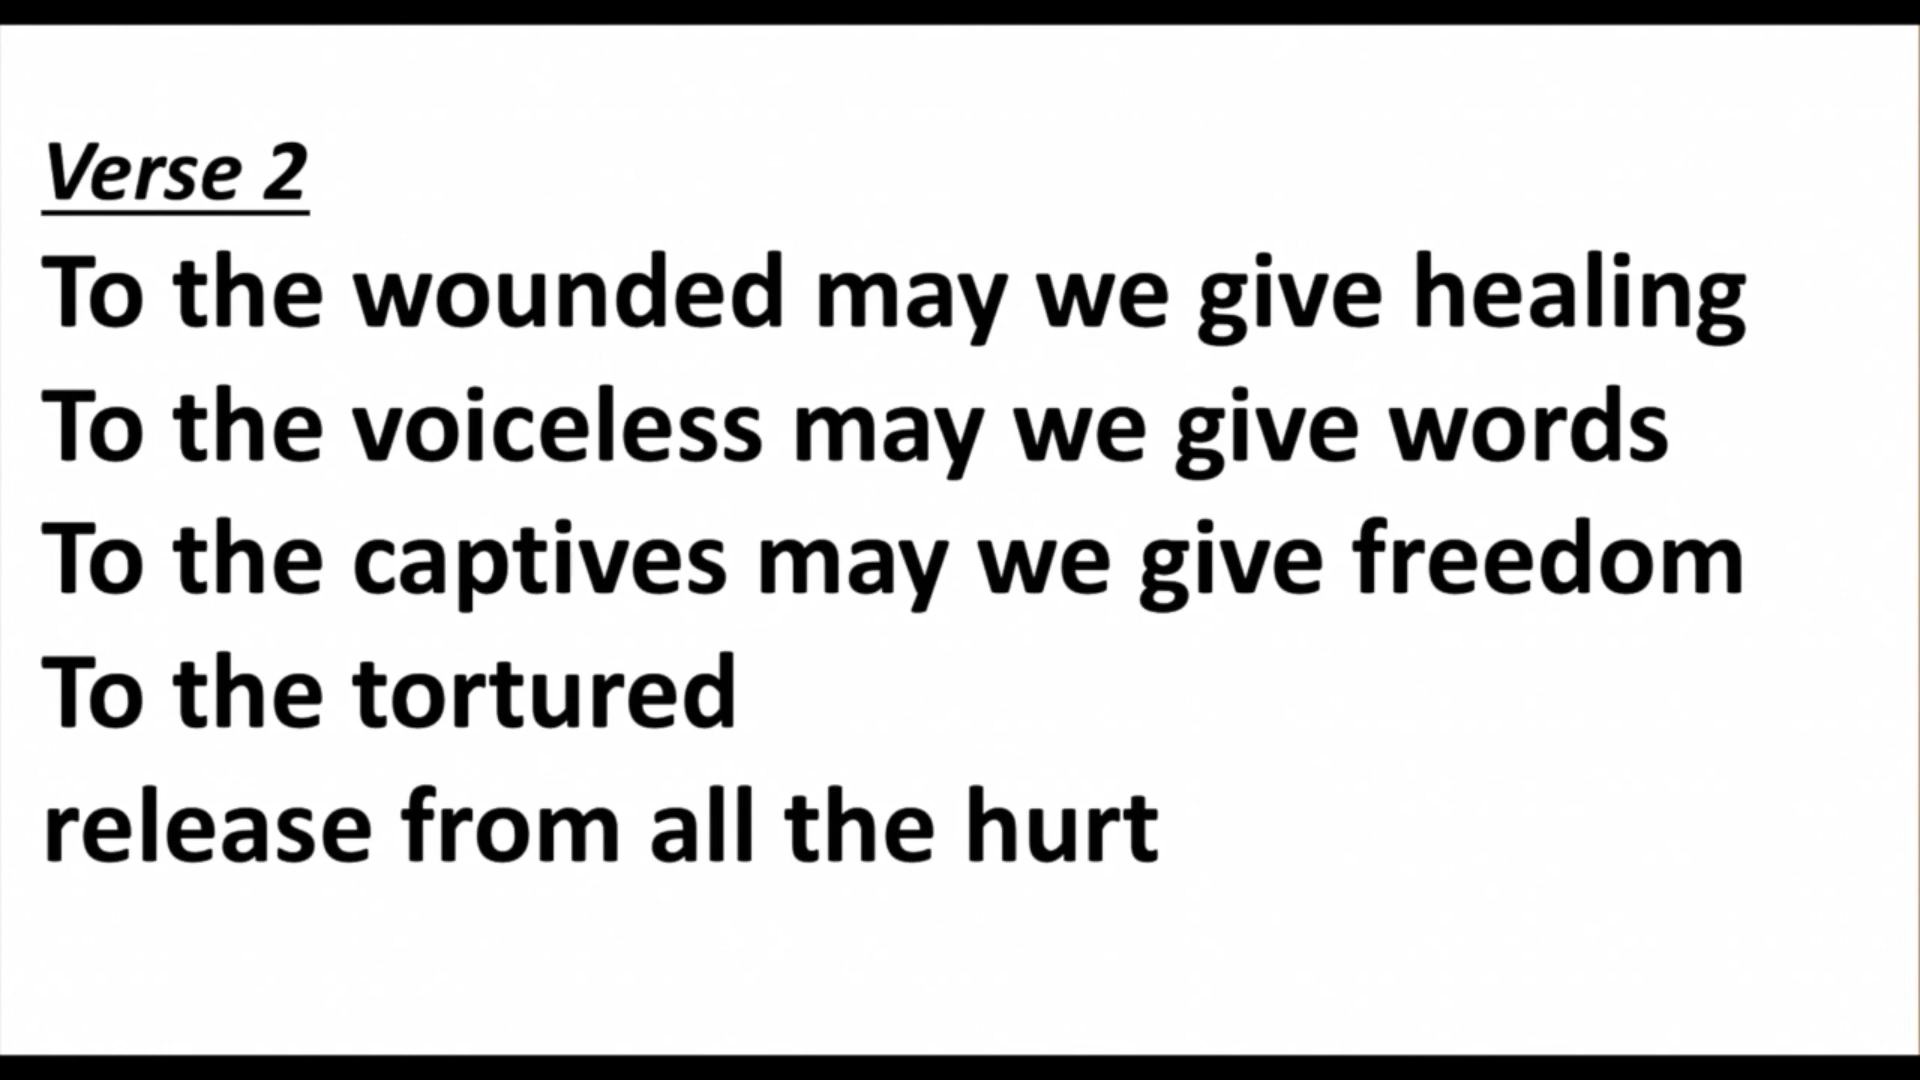 Verse 2
To the wounded may we give healing
To the voiceless may we give words
To the captives may we give freedom
To the tortured
release from all the hurt